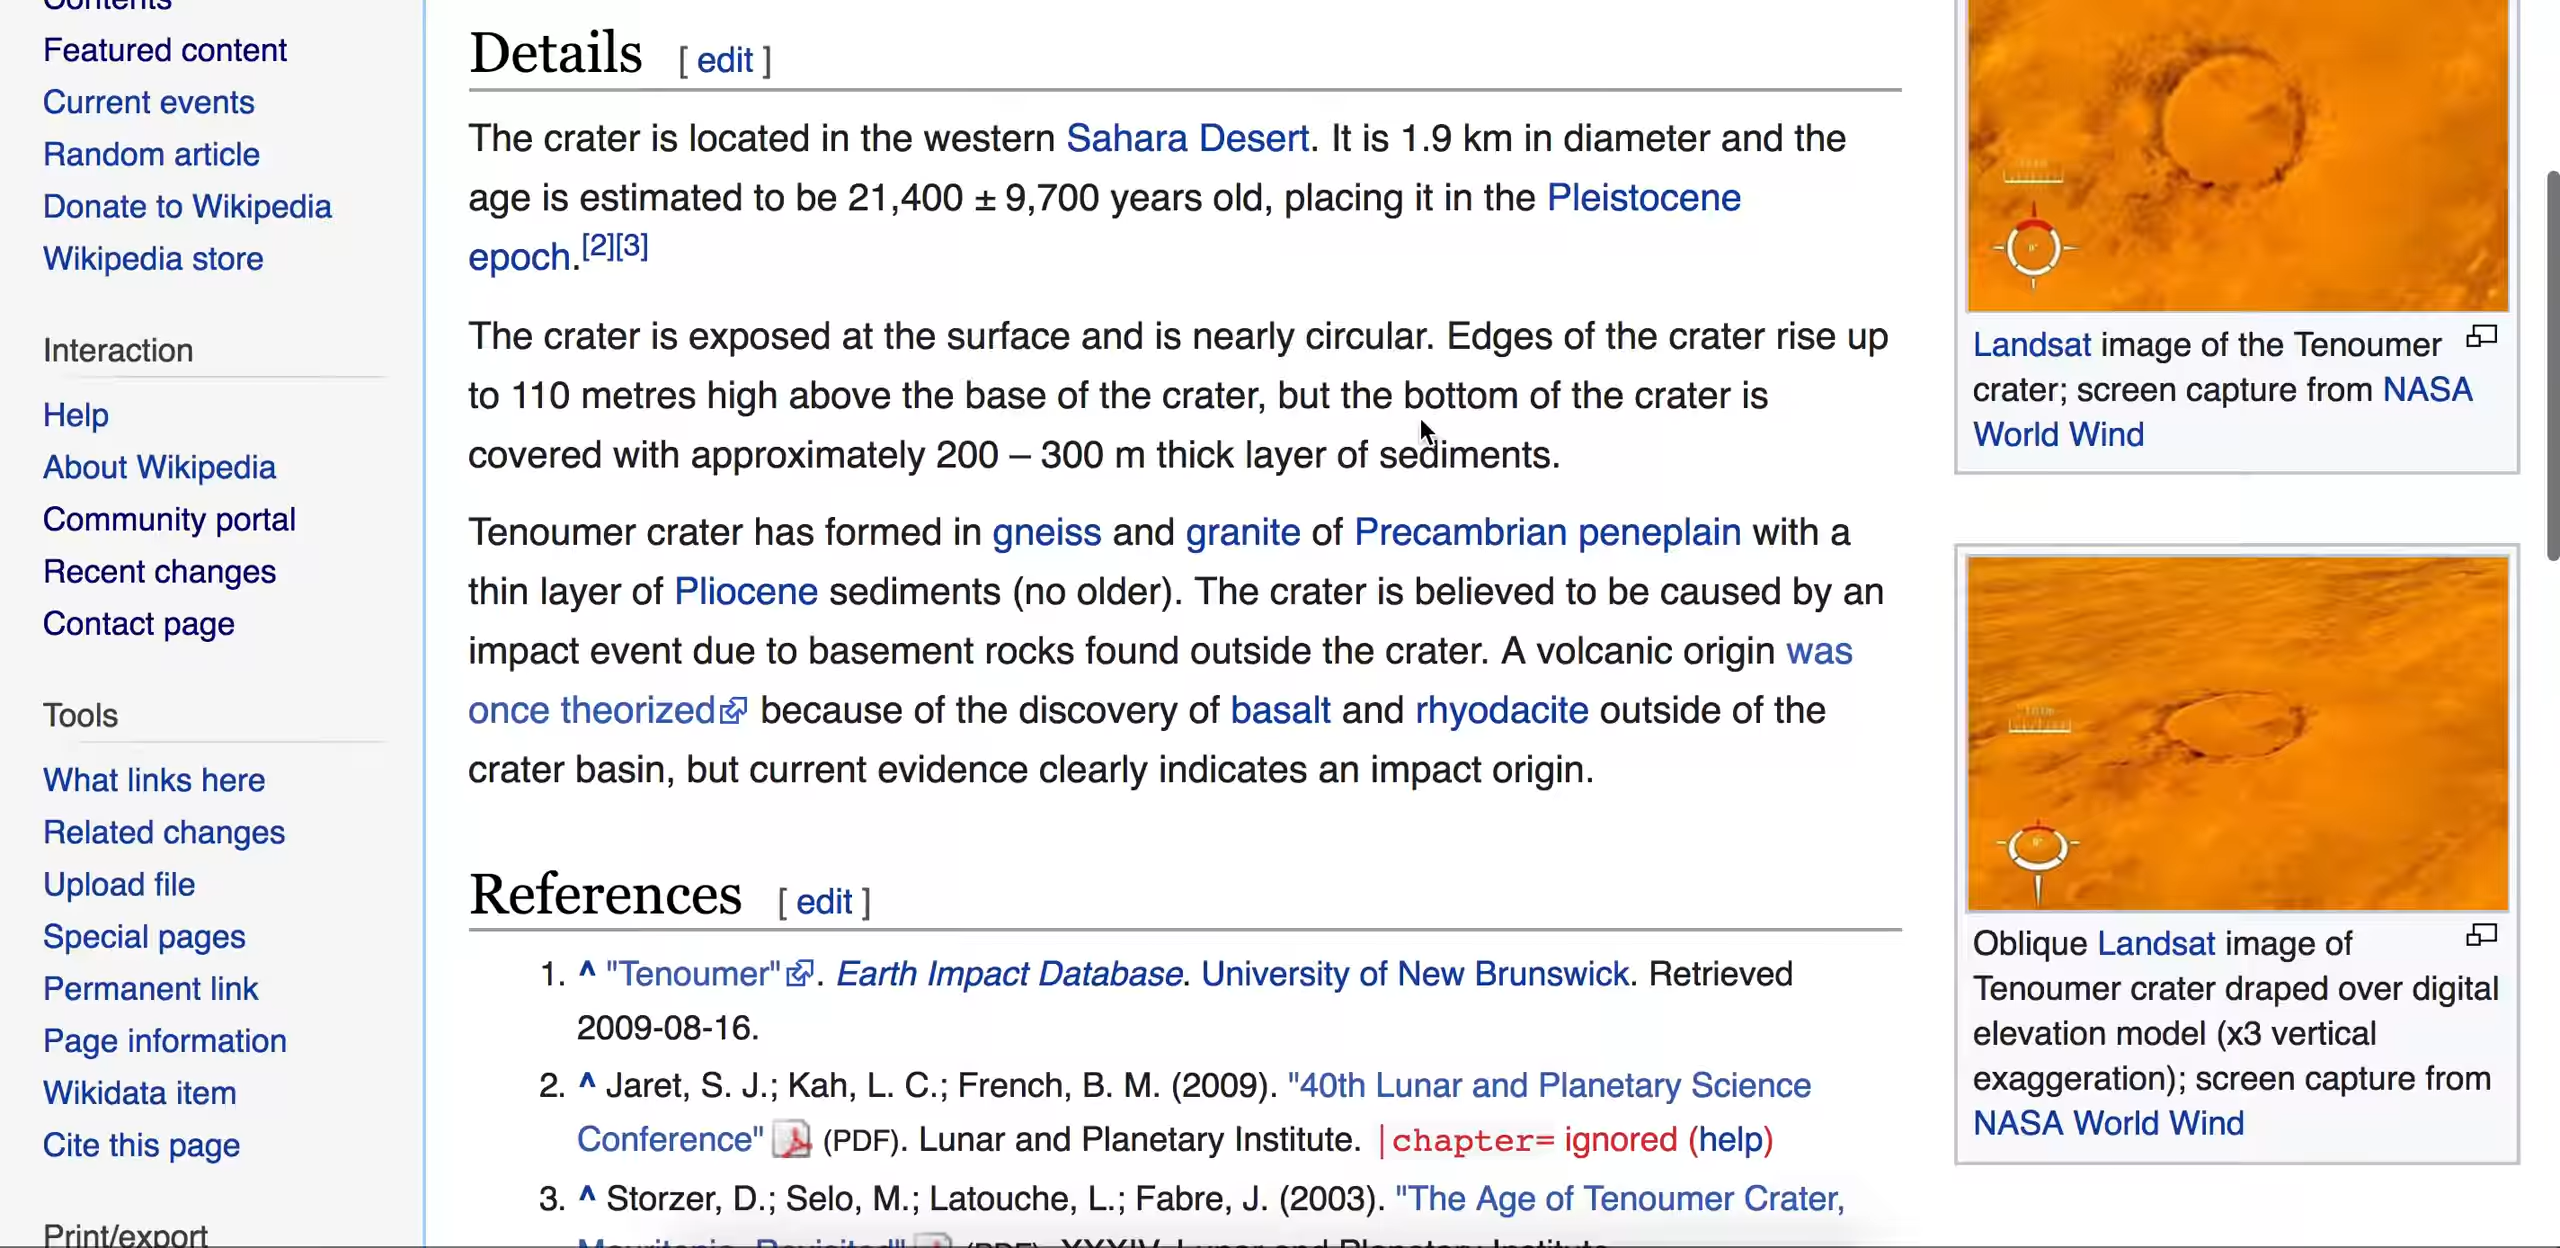 Contents
Featured content
Current events
Random article
Donate to Wikipedia
Wikipedia store
Interaction
Help
About Wikipedia
Community portal
Recent changes
Contact page
Tools
What links here
Related changes
Upload file
Special pages
Permanent link
Page information
Wikidata item
Cite this page
Print/export
Details [ edit ]
The crater is located in the western Sahara Desert. It is 1.9 km in diameter and the
age is estimated to be 21,400 ± 9,700 years old, placing it in the Pleistocene
epoch.[2][3]
The crater is exposed at the surface and is nearly circular. Edges of the crater rise up
to 110 metres high above the base of the crater, but the bottom of the crater is
covered with approximately 200 – 300 m thick layer of sediments.
Tenoumer crater has formed in gneiss and granite of Precambrian peneplain with a
thin layer of Pliocene sediments (no older). The crater is believed to be caused by an
impact event due to basement rocks found outside the crater. A volcanic origin was
once theorized because of the discovery of basalt and rhyodacite outside of the
crater basin, but current evidence clearly indicates an impact origin.
References [ edit ]
1. ^ "Tenoumer". Earth Impact Database. University of New Brunswick. Retrieved
2009-08-16.
2. ^ Jaret, S. J.; Kah, L. C.; French, B. M. (2009). "40th Lunar and Planetary Science
Conference" (PDF). Lunar and Planetary Institute. |chapter= ignored (help)
3. ^ Storzer, D.; Selo, M.; Latouche, L.; Fabre, J. (2003). "The Age of Tenoumer Crater,
Mauritania, Revisited" (PDF). XXXIV. Lunar and Planetary Institute
Landsat image of the Tenoumer
crater; screen capture from NASA
World Wind
Oblique Landsat image of
Tenoumer crater draped over digital
elevation model (x3 vertical
exaggeration); screen capture from
NASA World Wind